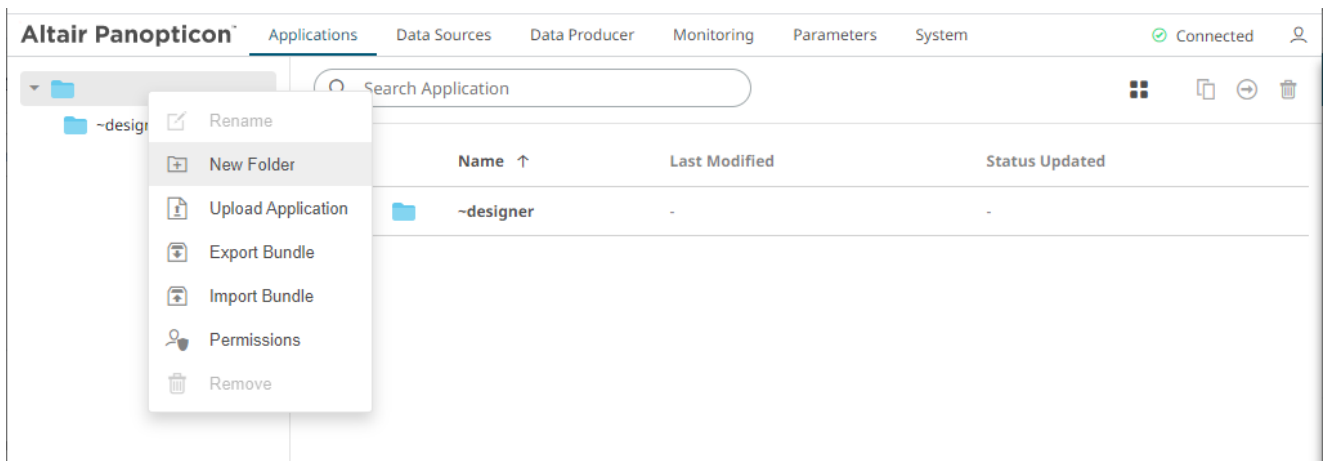 Altair Panopticon™ Applications Data Sources Data Producer Monitoring Parameters System Connected
Search Application
~design
Rename
New Folder
Upload Application
Export Bundle
Import Bundle
Permissions
Remove
Name ↑ Last Modified Status Updated
~designer - -